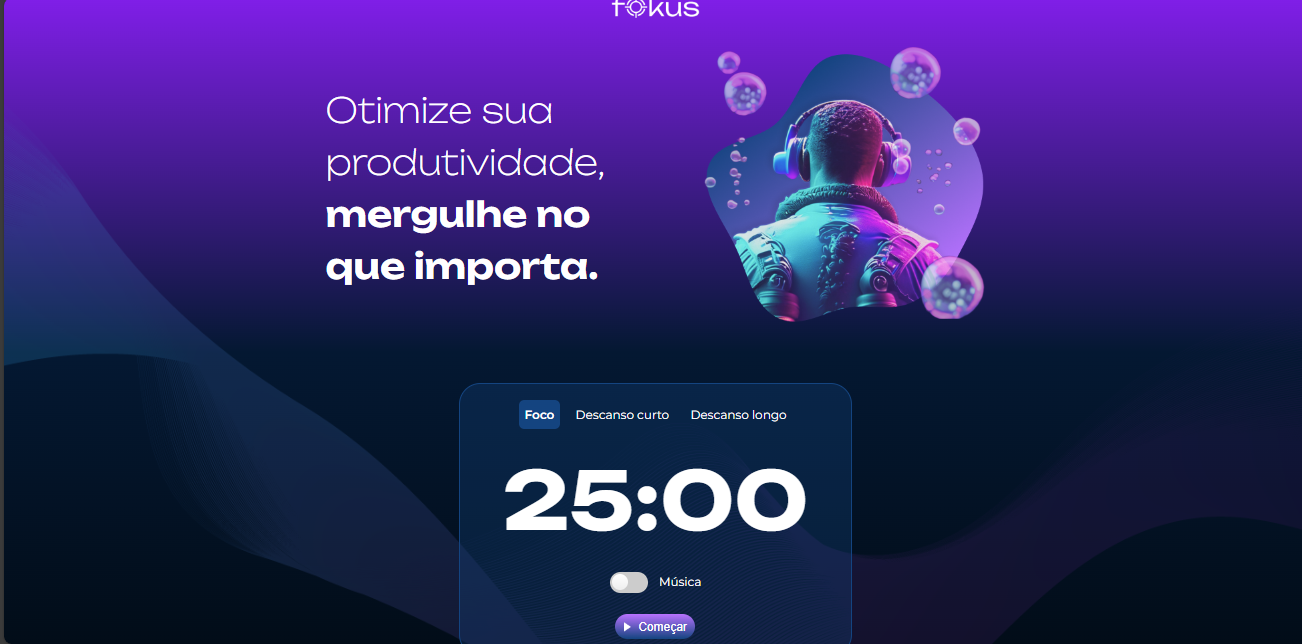 fokus
Otimize sua
produtividade,
mergulhe no
que importa.
Foco Descanso curto Descanso longo
25:00
Música
Começar